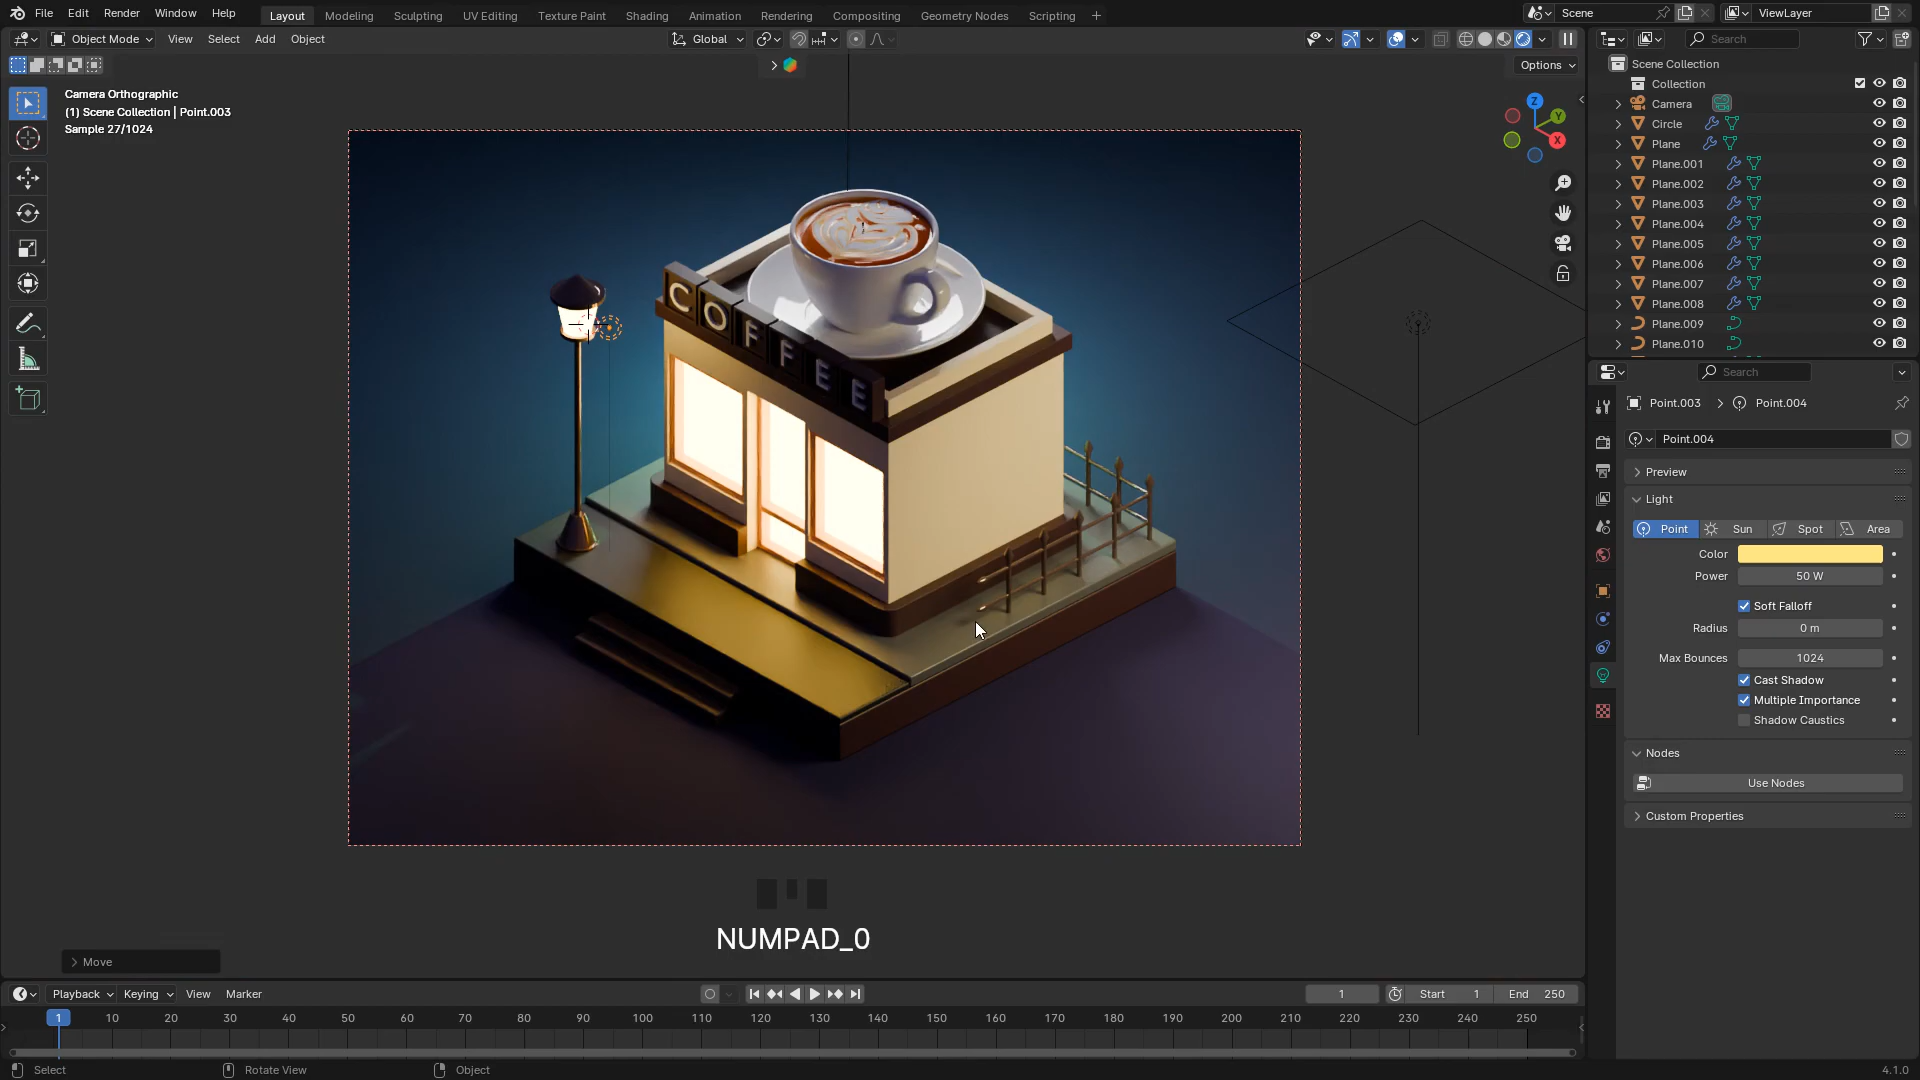 File Edit Render Window Help Layout Modeling Sculpting UV Editing Texture Paint Shading Animation Rendering Compositing Geometry Nodes Scripting + Scene ViewLayer
Object Mode View Select Add Object Global Search
Options
Camera Orthographic
(1) Scene Collection | Point.003
Sample 27/1024
Z
Y
X
COFFEE
NUMPAD_0
Move
Scene Collection
Collection
Camera
Circle
Plane
Plane.001
Plane.002
Plane.003
Plane.004
Plane.005
Plane.006
Plane.007
Plane.008
Plane.009
Plane.010
Search
Point.003 Point.004
Point.004
Preview
Light
Point Sun Spot Area
Color
Power 50 W
Soft Falloff
Radius 0 m
Max Bounces 1024
Cast Shadow
Multiple Importance
Shadow Caustics
Nodes
Use Nodes
Custom Properties
Playback Keying View Marker 1 Start 1 End 250
1 10 20 30 40 50 60 70 80 90 100 110 120 130 140 150 160 170 180 190 200 210 220 230 240 250
Select Rotate View Object 4.1.0